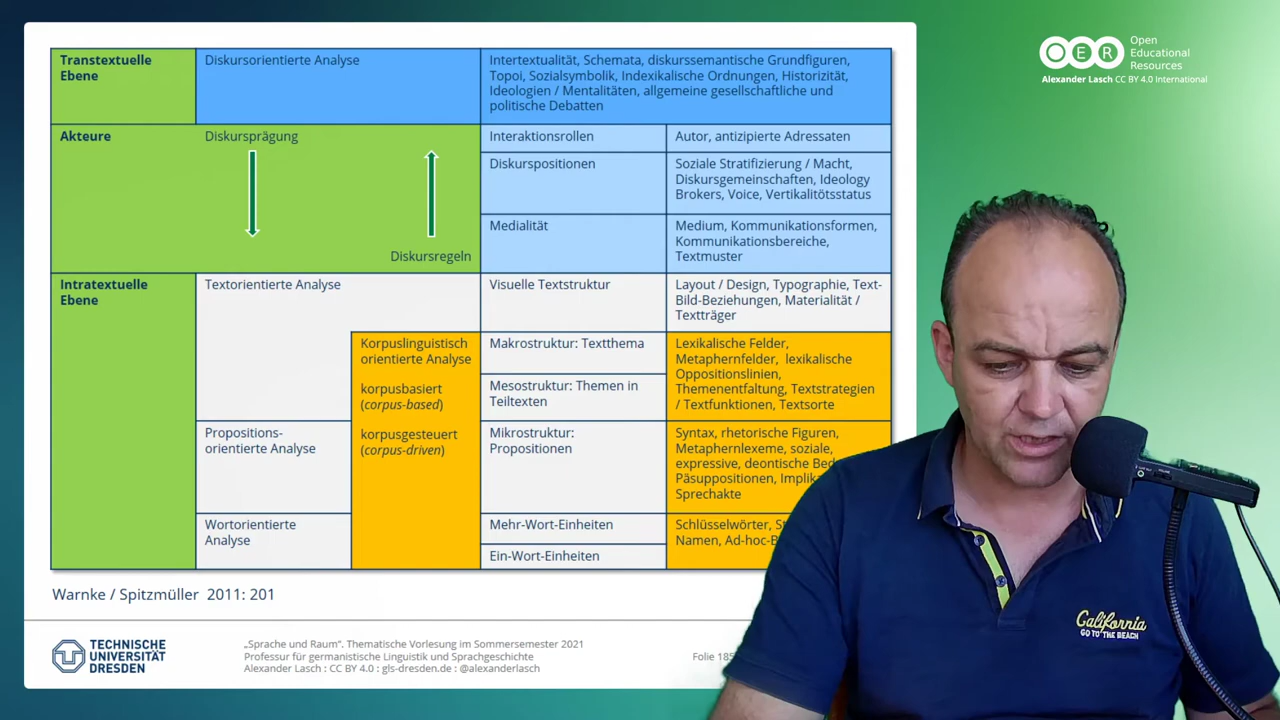 Transtextuelle
Ebene
Diskursorientierte Analyse
Intertextualität, Schemata, diskurssemantische Grundfiguren,
Topoi, Sozialsymbolik, Indexikalische Ordnungen, Historizität,
Ideologien / Mentalitäten, allgemeine gesellschaftliche und
politische Debatten
Akteure
Diskursprägung
Diskursregeln
Interaktionsrollen
Autor, antizipierte Adressaten
Diskurspositionen
Soziale Stratifizierung / Macht,
Diskursgemeinschaften, Ideology
Brokers, Voice, Vertikalitötsstatus
Medialität
Medium, Kommunikationsformen,
Kommunikationsbereiche,
Textmuster
Intratextuelle
Ebene
Textorientierte Analyse
Visuelle Textstruktur
Layout / Design, Typographie, Text-
Bild-Beziehungen, Materialität /
Textträger
Korpuslinguistisch
orientierte Analyse
korpusbasiert
(corpus-based)
korpusgesteuert
(corpus-driven)
Makrostruktur: Textthema
Mesostruktur: Themen in
Teiltexten
Lexikalische Felder,
Metaphernfelder, lexikalische
Oppositionslinien,
Themenentfaltung, Textstrategien
/ Textfunktionen, Textsorte
Propositions-
orientierte Analyse
Mikrostruktur:
Propositionen
Syntax, rhetorische Figuren,
Metaphernlexeme, soziale,
expressive, deontische
Päsuppositionen,
Sprechakte
Wortorientierte
Analyse
Mehr-Wort-Einheiten
Ein-Wort-Einheiten
Schlüsselwörter,
Namen,
Warnke / Spitzmüller 2011: 201
TECHNISCHE
UNIVERSITÄT
DRESDEN
„Sprache und Raum“. Thematische Vorlesung im Sommersemester 2021
Professur für germanistische Linguistik und Sprachgeschichte
Alexander Lasch : CC BY 4.0 : gls-dresden.de : @alexanderlasch
Folie 185
OER
Open
Educational
Resources
Alexander Lasch CC BY 4.0 International
California
GO TO THE BEACH